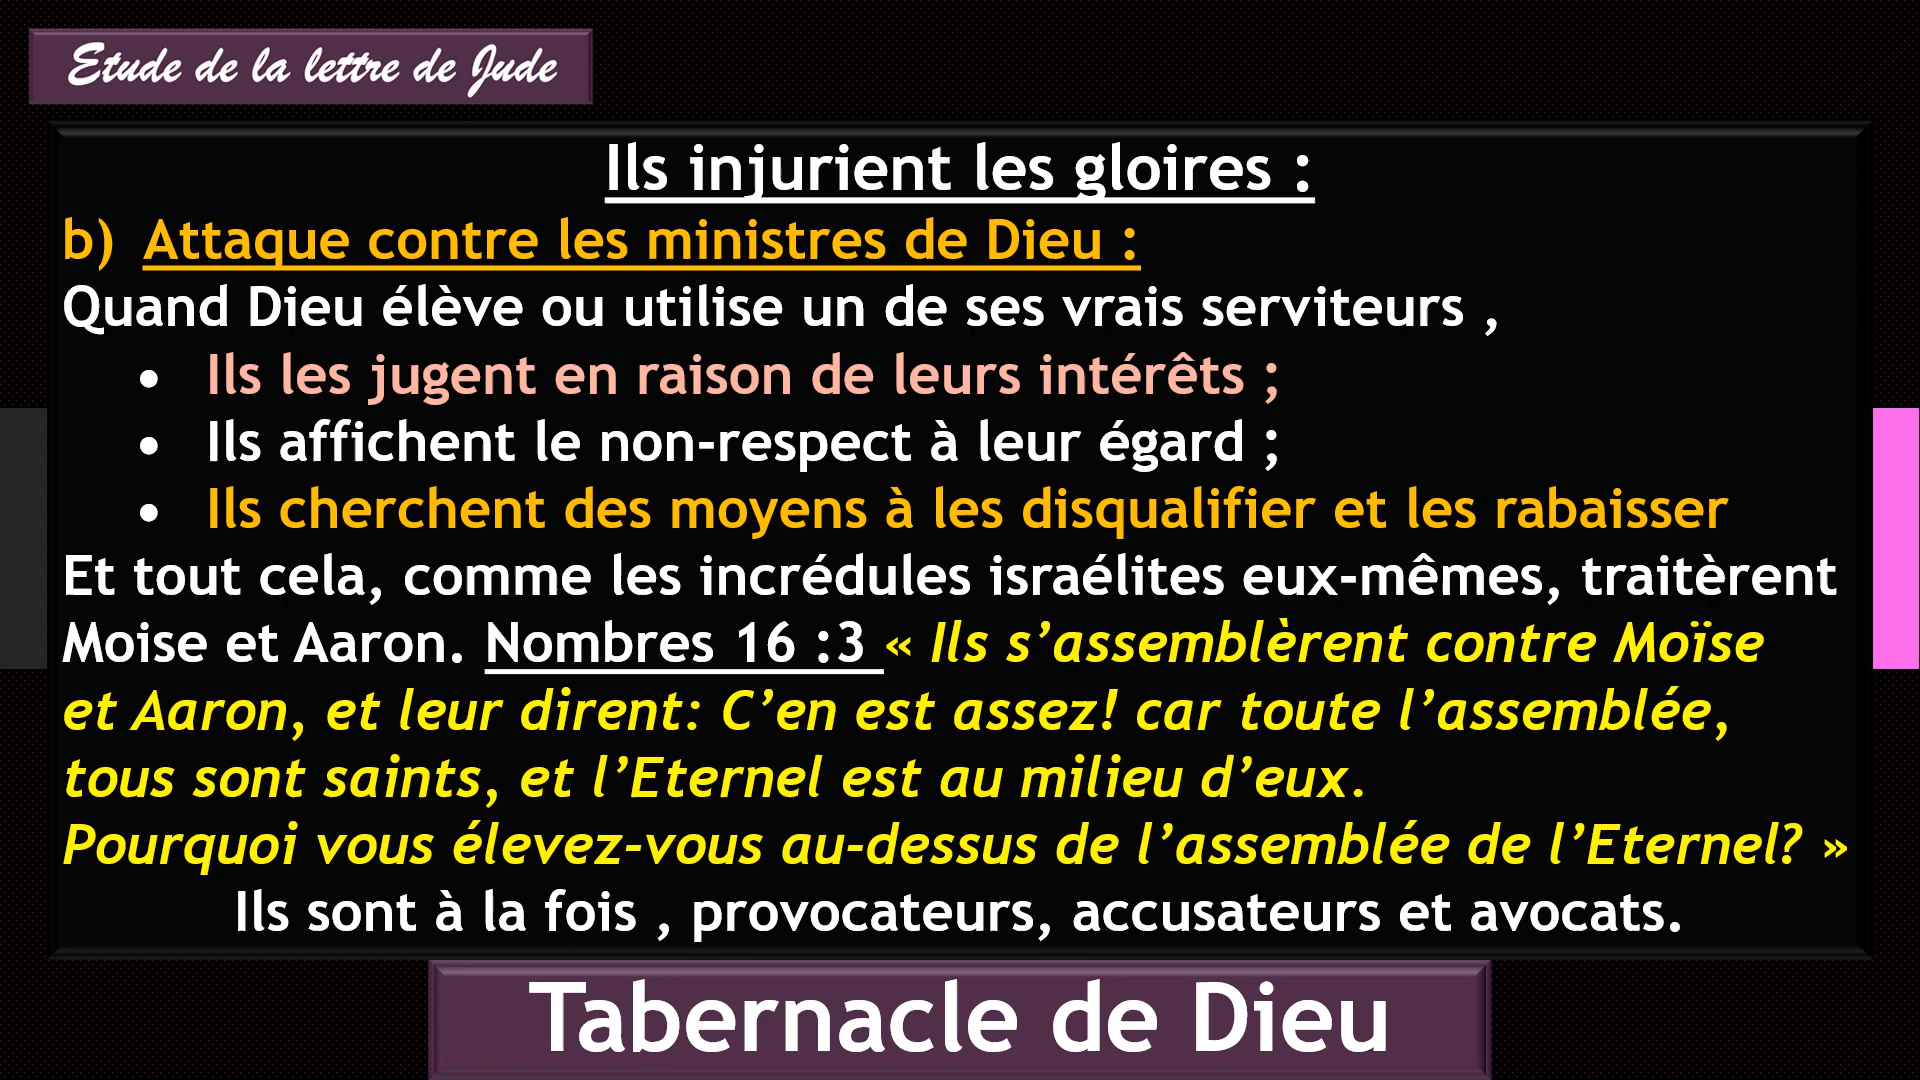 Etude de la lettre de Jude
Ils injurient les gloires :
b) Attaque contre les ministres de Dieu :
Quand Dieu élève ou utilise un de ses vrais serviteurs ,
• Ils les jugent en raison de leurs intérêts ;
• Ils affichent le non-respect à leur égard ;
• Ils cherchent des moyens à les disqualifier et les rabaisser
Et tout cela, comme les incrédules israélites eux-mêmes, traitèrent
Moise et Aaron. Nombres 16 :3 « Ils s’assemblèrent contre Moïse
et Aaron, et leur dirent: C’en est assez! car toute l’assemblée,
tous sont saints, et l’Eternel est au milieu d’eux.
Pourquoi vous élevez-vous au-dessus de l’assemblée de l’Eternel? »
Ils sont à la fois , provocateurs, accusateurs et avocats.
Tabernacle de Dieu